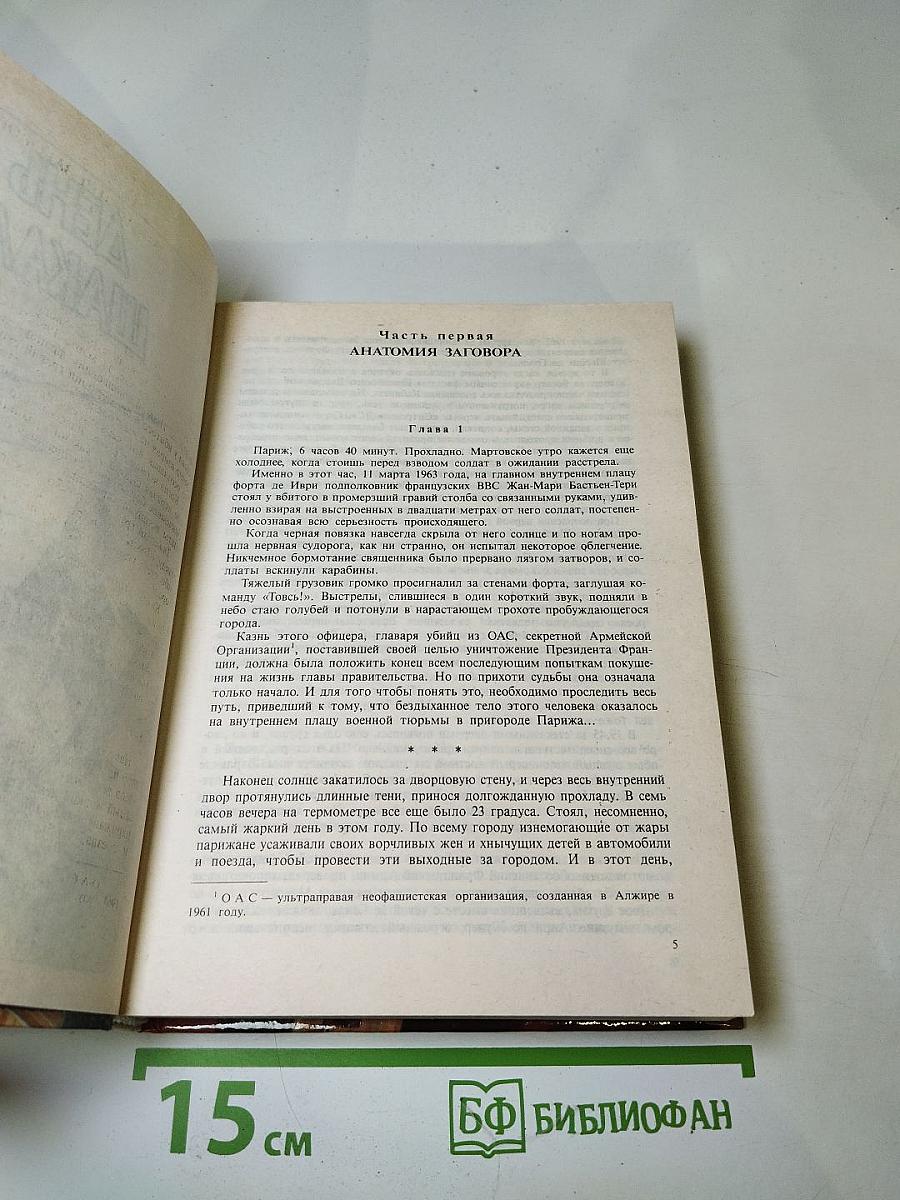 ДЕНЬ
ШАКАЛ
Часть первая
АНАТОМИЯ ЗАГОВОРА
Глава 1
Париж, 6 часов 40 минут. Прохладно. Мартовское утро кажется еще
холоднее, когда стоишь перед взводом солдат в ожидании расстрела.
Именно в этот час, 11 марта 1963 года, на главном внутреннем плацу
форта де Иври подполковник французских ВВС Жан-Мари Бастьен-Тери
стоял у вбитого в промерзший гравий столба со связанными руками, удив-
ленно взирая на выстроенных в двадцати метрах от него солдат, постепен-
но осознавая всю серьезность происходящего.
Когда черная повязка навсегда скрыла от него солнце и по ногам про-
шла нервная судорога, как ни странно, он испытал некоторое облегчение.
Никчемное бормотание священника было прервано лязгом затворов, и со-
лдаты вскинули карабины.
Тяжелый грузовик громко просигналил за стенами форта, заглушая ко-
манду «Товсь!». Выстрелы, слившиеся в один короткий звук, подняли в
небо стаю голубей и потонули в нарастающем грохоте пробуждающегося
города.
Казнь этого офицера, главаря убийц из ОАС, секретной Армейской
Организации¹, поставившей своей целью уничтожение Президента Фран-
ции, должна была положить конец всем последующим попыткам покуше-
ния на жизнь главы правительства. Но по прихоти судьбы она означала
только начало. И для того чтобы понять это, необходимо проследить весь
путь, приведший к тому, что бездыханное тело этого человека оказалось
на внутреннем плацу военной тюрьмы в пригороде Парижа...
* * *
Наконец солнце закатилось за дворцовую стену, и через весь внутренний
двор протянулись длинные тени, принося долгожданную прохладу. В семь
часов вечера на термометре все еще было 23 градуса. Стоял, несомненно,
самый жаркий день в этом году. По всему городу изнемогающие от жары
парижане усаживали своих ворчливых жен и хнычущих детей в автомобили
и поезда, чтобы провести эти выходные за городом. И в этот день,
¹ О А С — ультраправая неофашистская организация, созданная в Алжире в
1961 году.
5
15 см
БФ БИБЛИОФАН